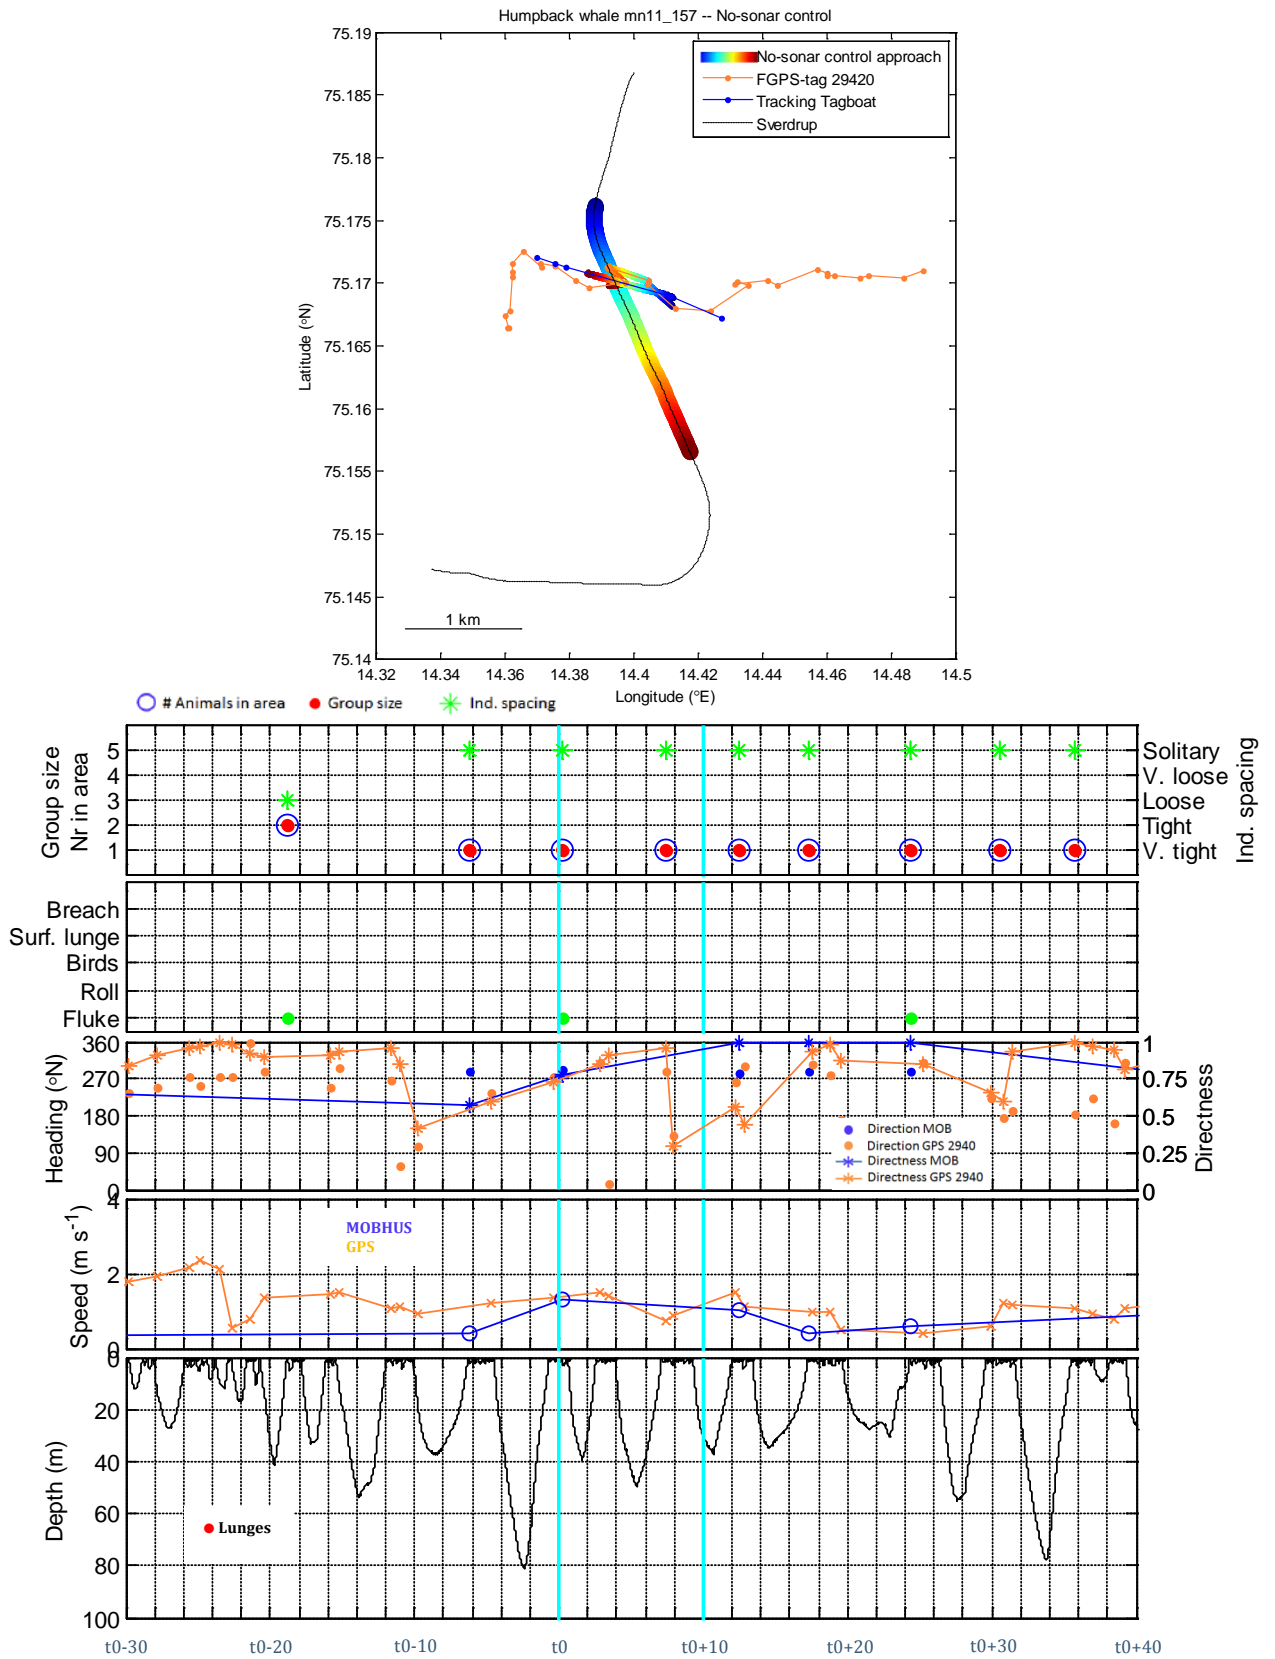 Humpback whale mn11_157 -- No-sonar control
75.19
75.185
75.18
75.175
75.17
75.165
75.16
75.155
75.15
75.145
75.14
Latitude (°N)
No-sonar control approach
FGPS-tag 29420
Tracking Tagboat
Sverdrup
1 km
14.32 14.36 14.38 14.4 14.42 14.44 14.45 14.5
Longitude (°E)
# Animals in area Group size Ind. spacing
Group size
Nr in area
5
4
3
2
1
Solitary
V. loose
Loose
Tight
V. tight
Ind. spacing
Breach
Surf. lunge
Birds
Roll
Fluke
Heading (°N)
360
270
180
90
0
1
0.75
0.5
0.25
0
Directness
Direction MOB
Direction GPS 2940
Directness MOB
Directness GPS 2940
Speed (m s-1)
4
2
0
MOBHUS
GPS
Depth (m)
0
20
40
60
80
100
Lunges
t0-30 t0-20 t0-10 t0 t0+10 t0+20 t0+30 t0+40